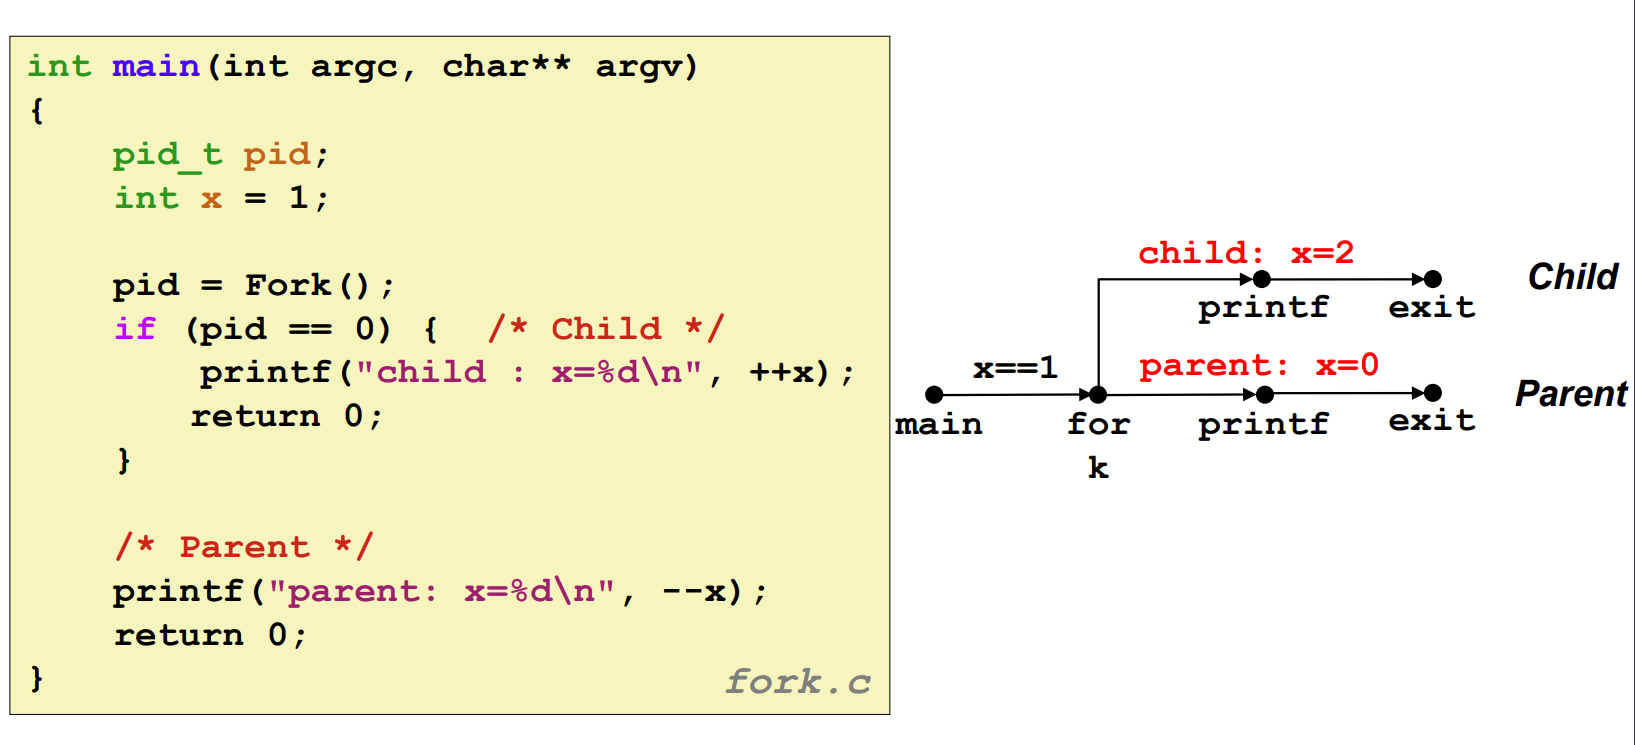 int main(int argc, char** argv)
{
pid_t pid;
int x = 1;
pid = Fork();
if (pid == 0) {  /* Child */
printf("child : x=%d\n", ++x);
return 0;
}
/* Parent */
printf("parent: x=%d\n", --x);
return 0;
}
fork.c
child: x=2
Child
printf
exit
x==1
parent: x=0
Parent
main
for
k
printf
exit